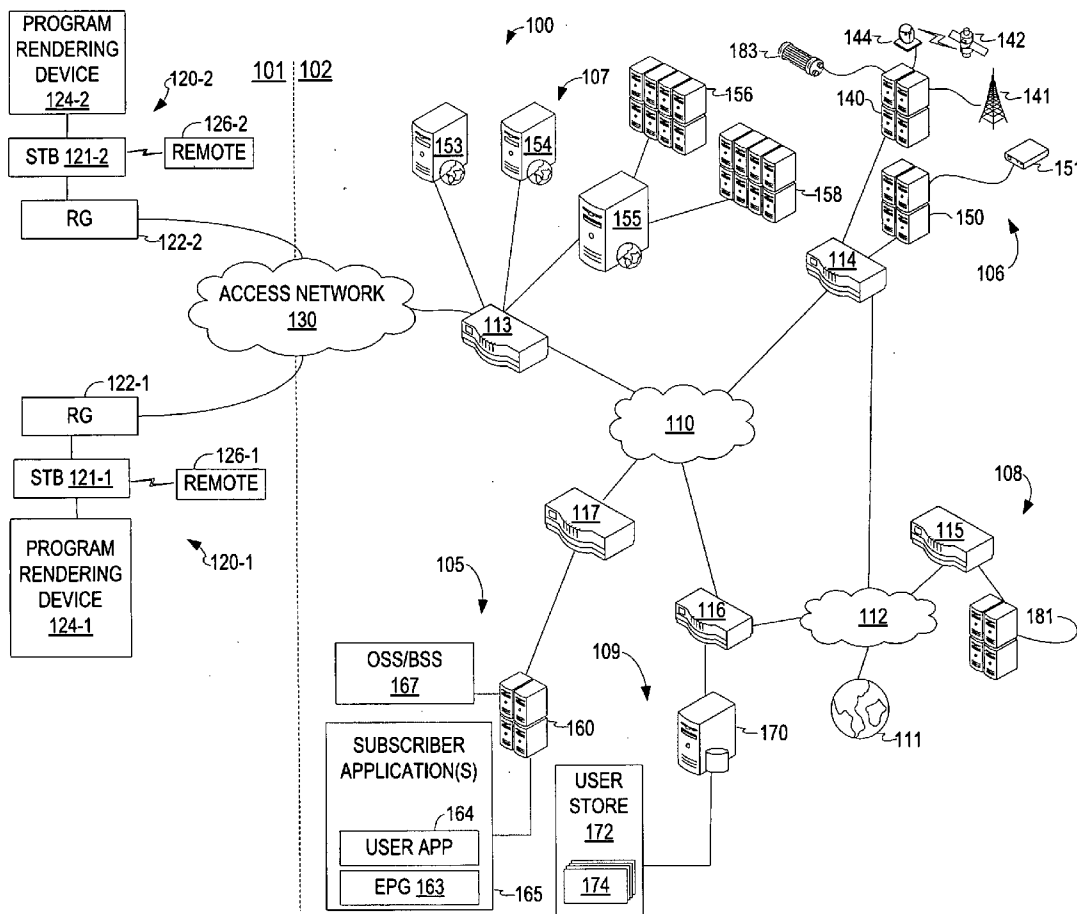 PROGRAM
RENDERING
DEVICE
124-2
120-2
126-2
STB 121-2
REMOTE
RG
122-2
101
102
100
107
153
154
156
155
158
144
142
183
140
141
151
150
106
114
ACCESS NETWORK
130
113
110
122-1
RG
126-1
STB 121-1
REMOTE
PROGRAM
RENDERING
DEVICE
124-1
120-1
117
105
108
115
116
112
181
109
OSS/BSS
167
160
170
111
SUBSCRIBER
APPLICATION(S)
164
USER APP
EPG 163
165
USER
STORE
172
174